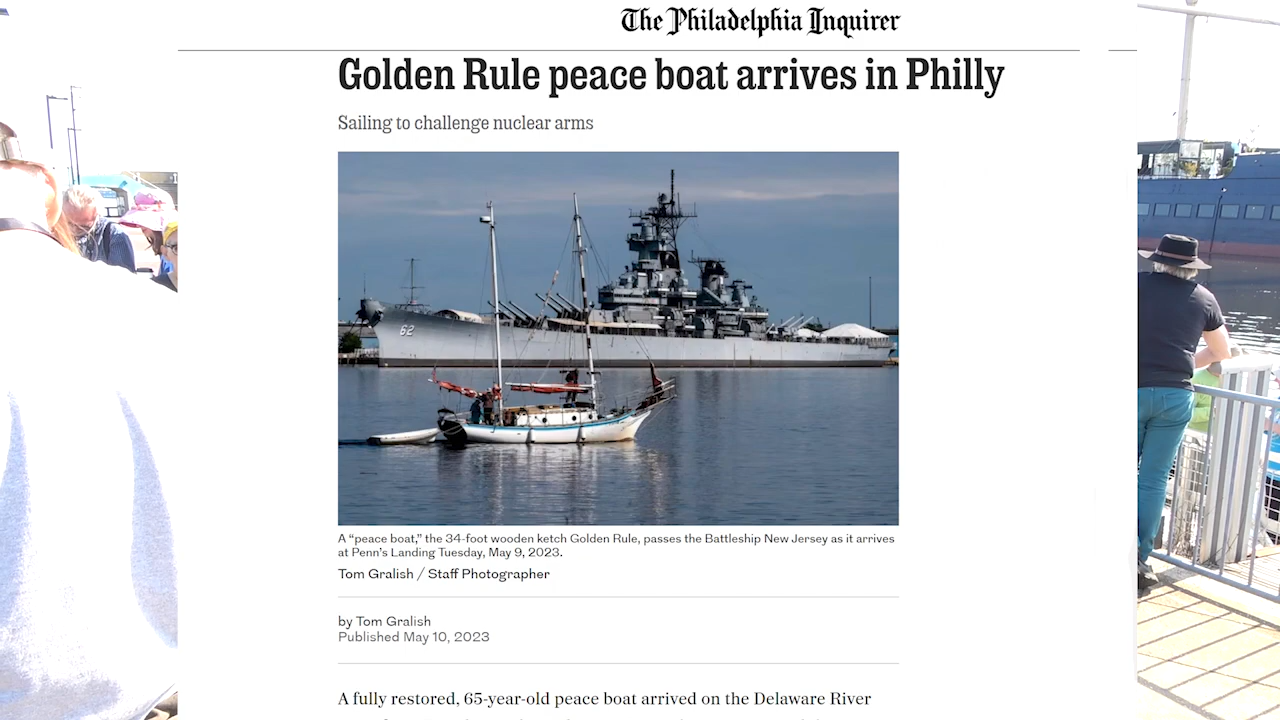 The Philadelphia Inquirer
Golden Rule peace boat arrives in Philly
Sailing to challenge nuclear arms
62
A “peace boat,” the 34-foot wooden ketch Golden Rule, passes the Battleship New Jersey as it arrives
at Penn’s Landing Tuesday, May 9, 2023.
Tom Gralish / Staff Photographer
by Tom Gralish
Published May 10, 2023
A fully restored, 65-year-old peace boat arrived on the Delaware River